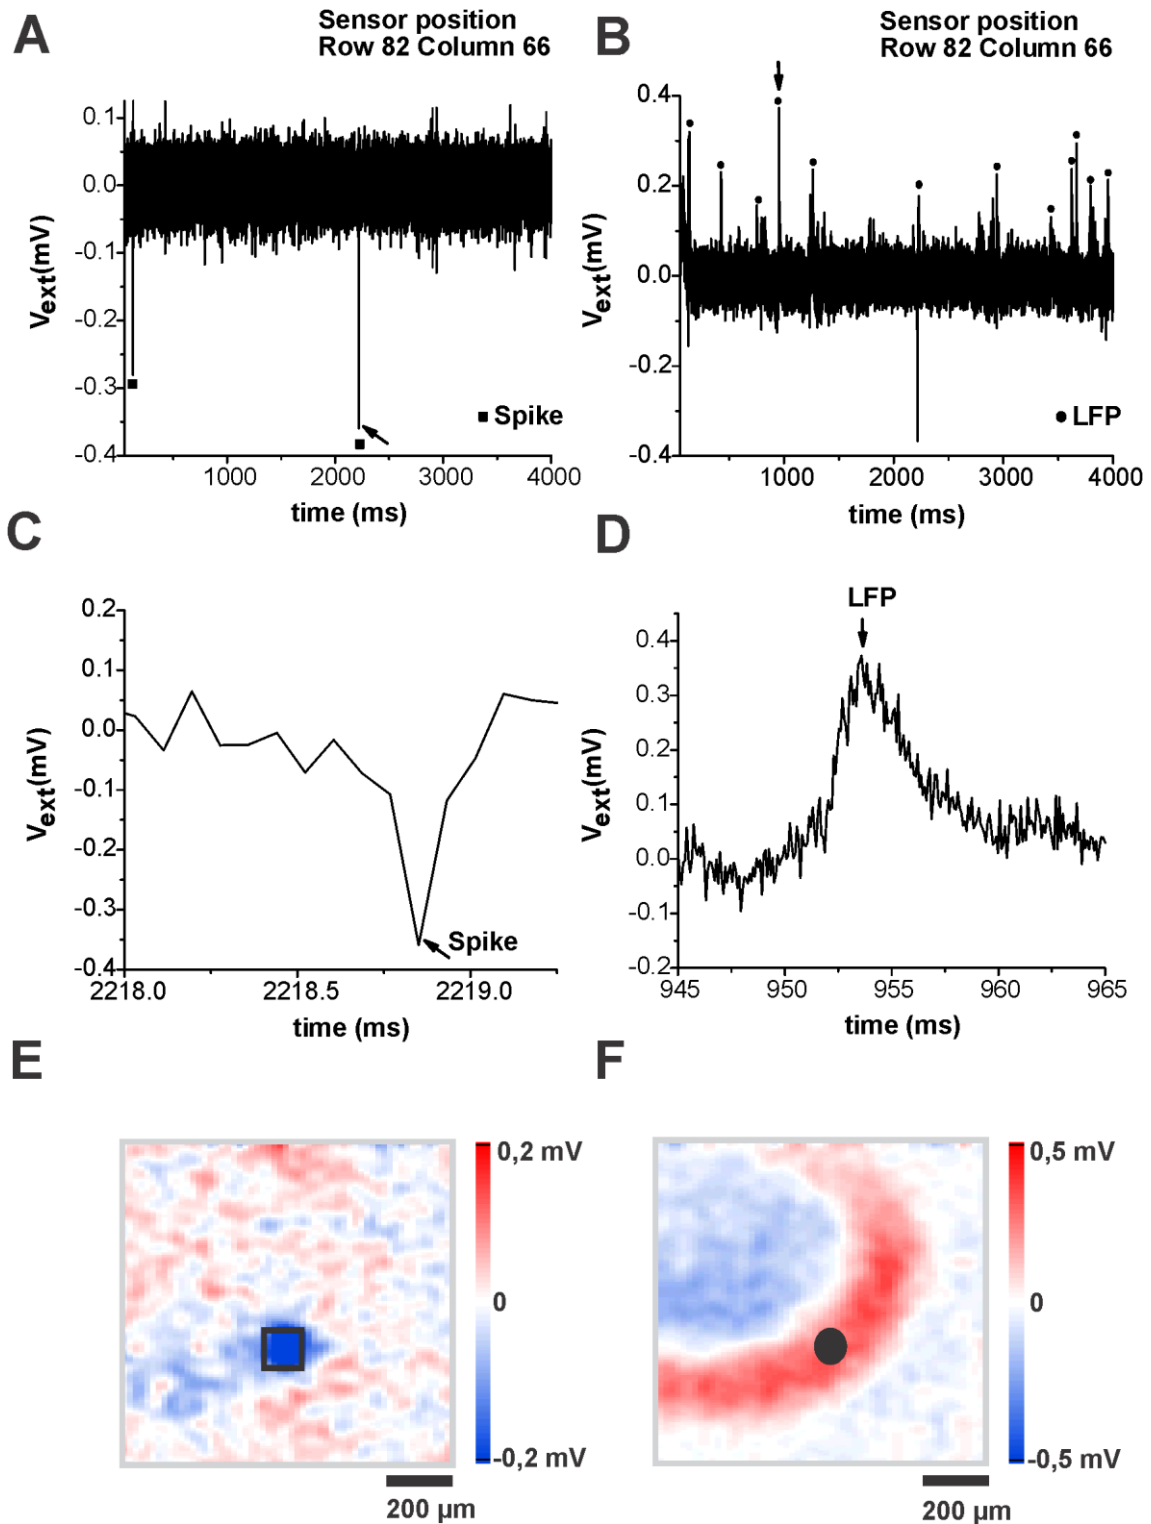 A
Sensor position
Row 82 Column 66
0.1
0.0
-0.1
-0.2
-0.3
-0.4
Vext(mV)
Spike
1000
2000
3000
4000
time (ms)
B
Sensor position
Row 82 Column 66
0.4
0.2
0.0
-0.2
-0.4
Vext(mV)
LFP
1000
2000
3000
4000
time (ms)
C
0.2
0.1
0.0
-0.1
-0.2
-0.3
-0.4
Vext(mV)
Spike
2218.0
2218.5
2219.0
time (ms)
D
LFP
0.4
0.3
0.2
0.1
0.0
-0.1
-0.2
Vext(mV)
945
950
955
960
965
time (ms)
E
0,2 mV
0
-0,2 mV
200 µm
F
0,5 mV
0
-0,5 mV
200 µm